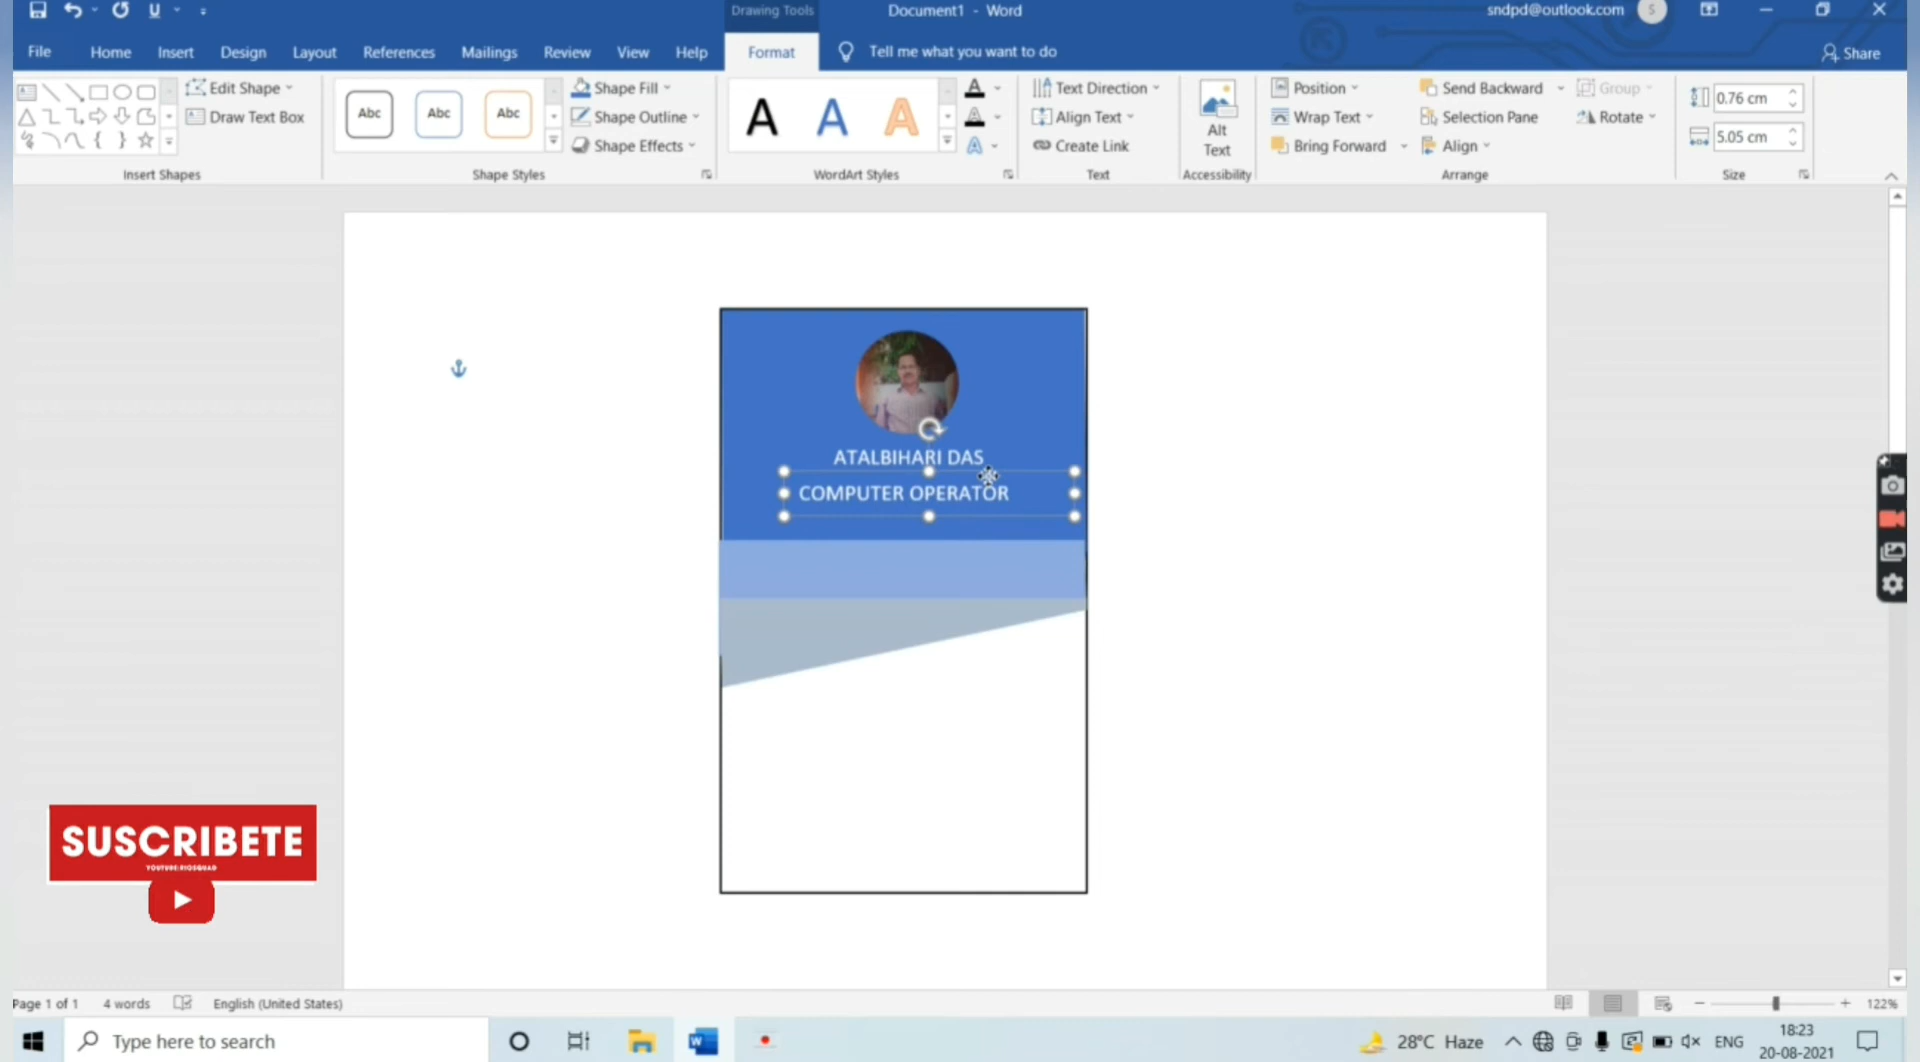 Drawing Tools
Document1 - Word
sndpd@outlook.com
S
File Home Insert Design Layout References Mailings Review View Help Format Tell me what you want to do Share
Edit Shape
Draw Text Box
Insert Shapes
Abc Abc Abc
Shape Fill
Shape Outline
Shape Effects
Shape Styles
A A A
WordArt Styles
Text Direction
Align Text
Create Link
Text
Alt
Text
Accessibility
Position
Wrap Text
Bring Forward
Send Backward
Selection Pane
Align
Group
Rotate
Arrange
0.76 cm
5.05 cm
Size
ATALBIHARI DAS
COMPUTER OPERATOR
SUSCRIBETE
YOUTUBE:RIOSQUAD
Page 1 of 1 4 words English (United States) 122%
Type here to search
28°C Haze ENG
18:23
20-08-2021